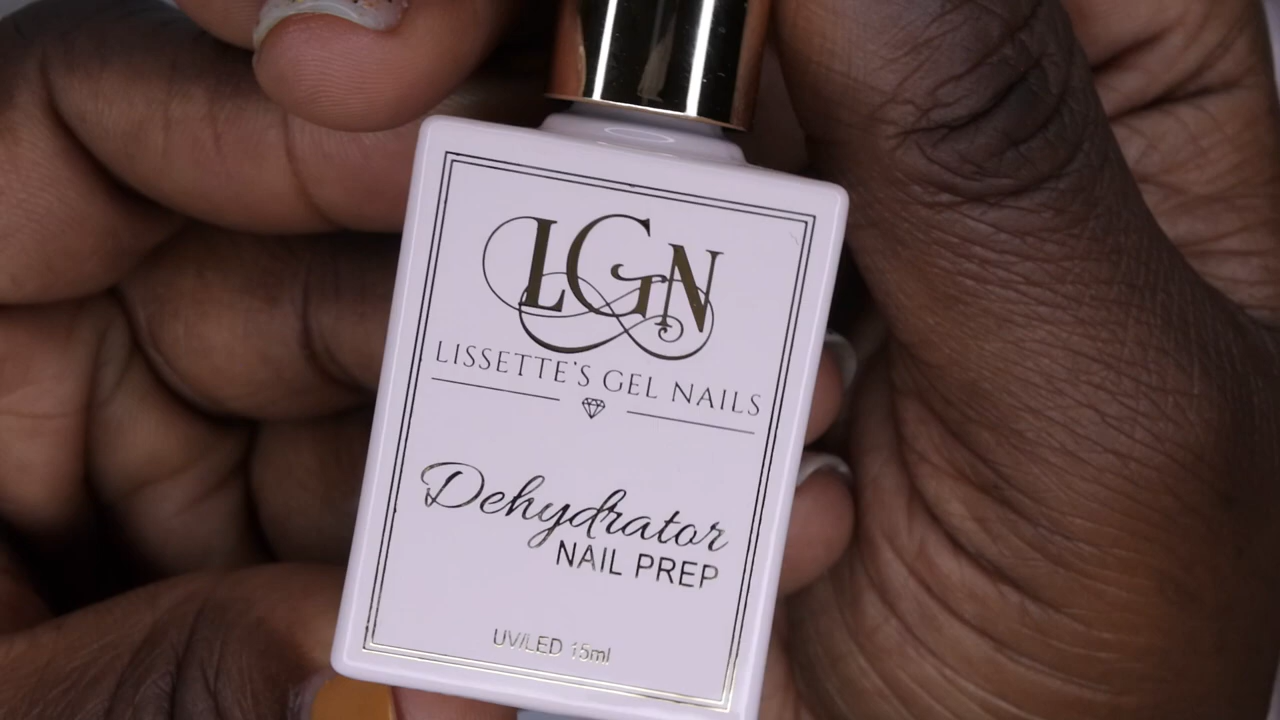 LGN
LISSETTE'S GEL NAILS
Dehydrator
NAIL PREP
UV/LED 15ml